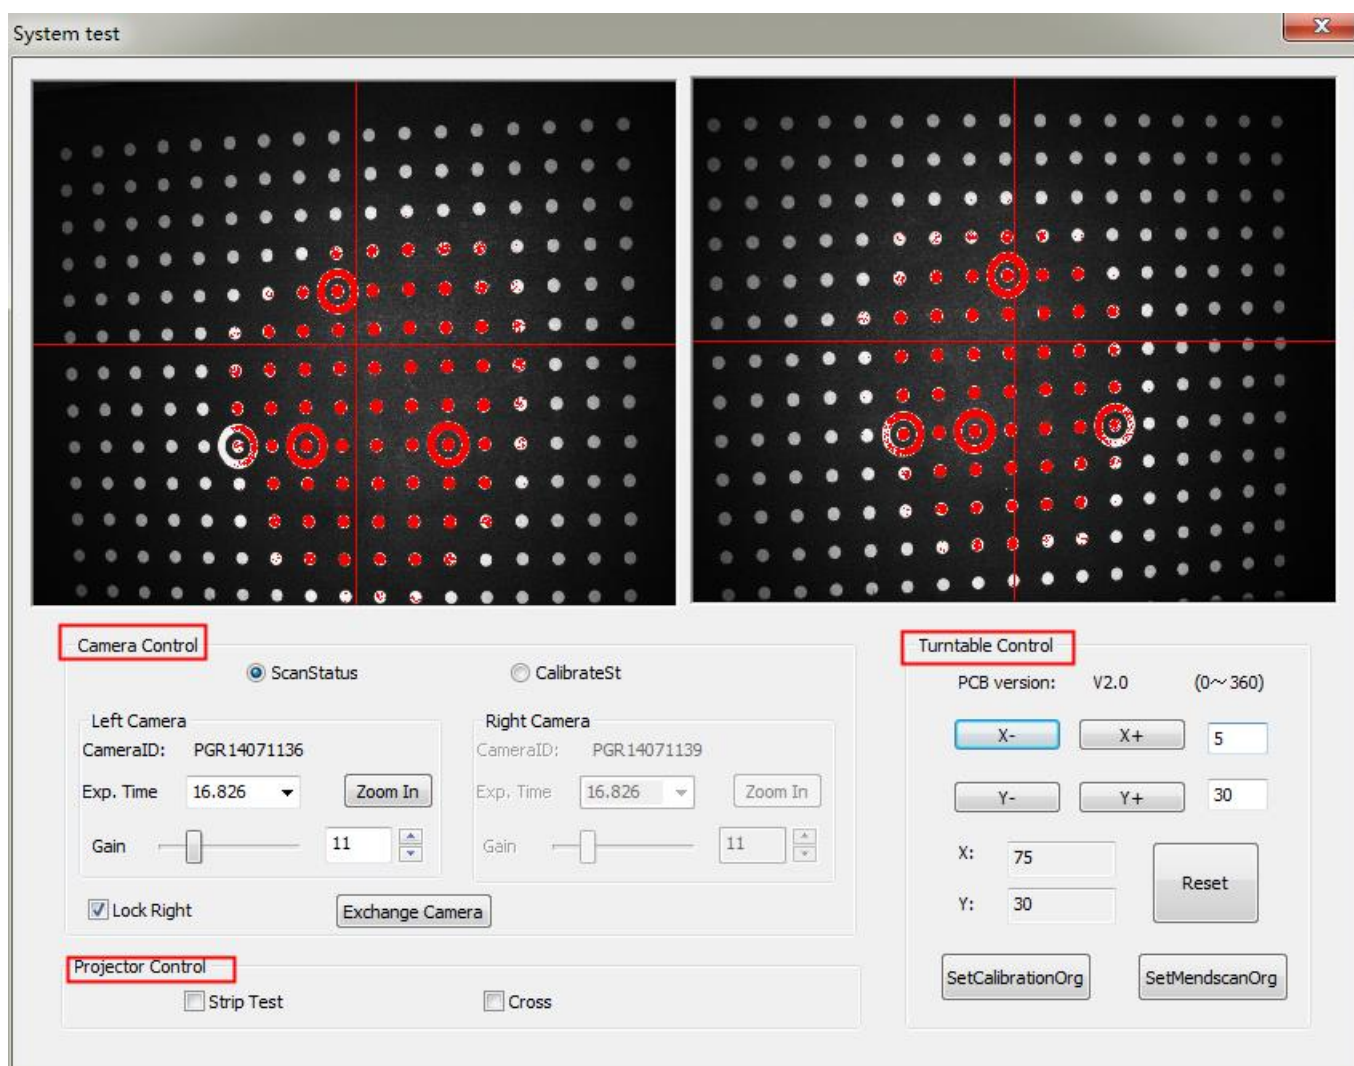 System test
Camera Control
ScanStatus CalibrateSt
Left Camera
CameraID: PGR14071136
Exp. Time 16.826 Zoom In
Gain 11
Right Camera
CameraID: PGR14071139
Exp. Time 16.826 Zoom In
Gain 11
Lock Right Exchange Camera
Projector Control
Strip Test Cross
Turntable Control
PCB version: V2.0 (0～360)
X- X+ 5
Y- Y+ 30
X: 75
Y: 30
Reset
SetCalibrationOrg SetMendscanOrg